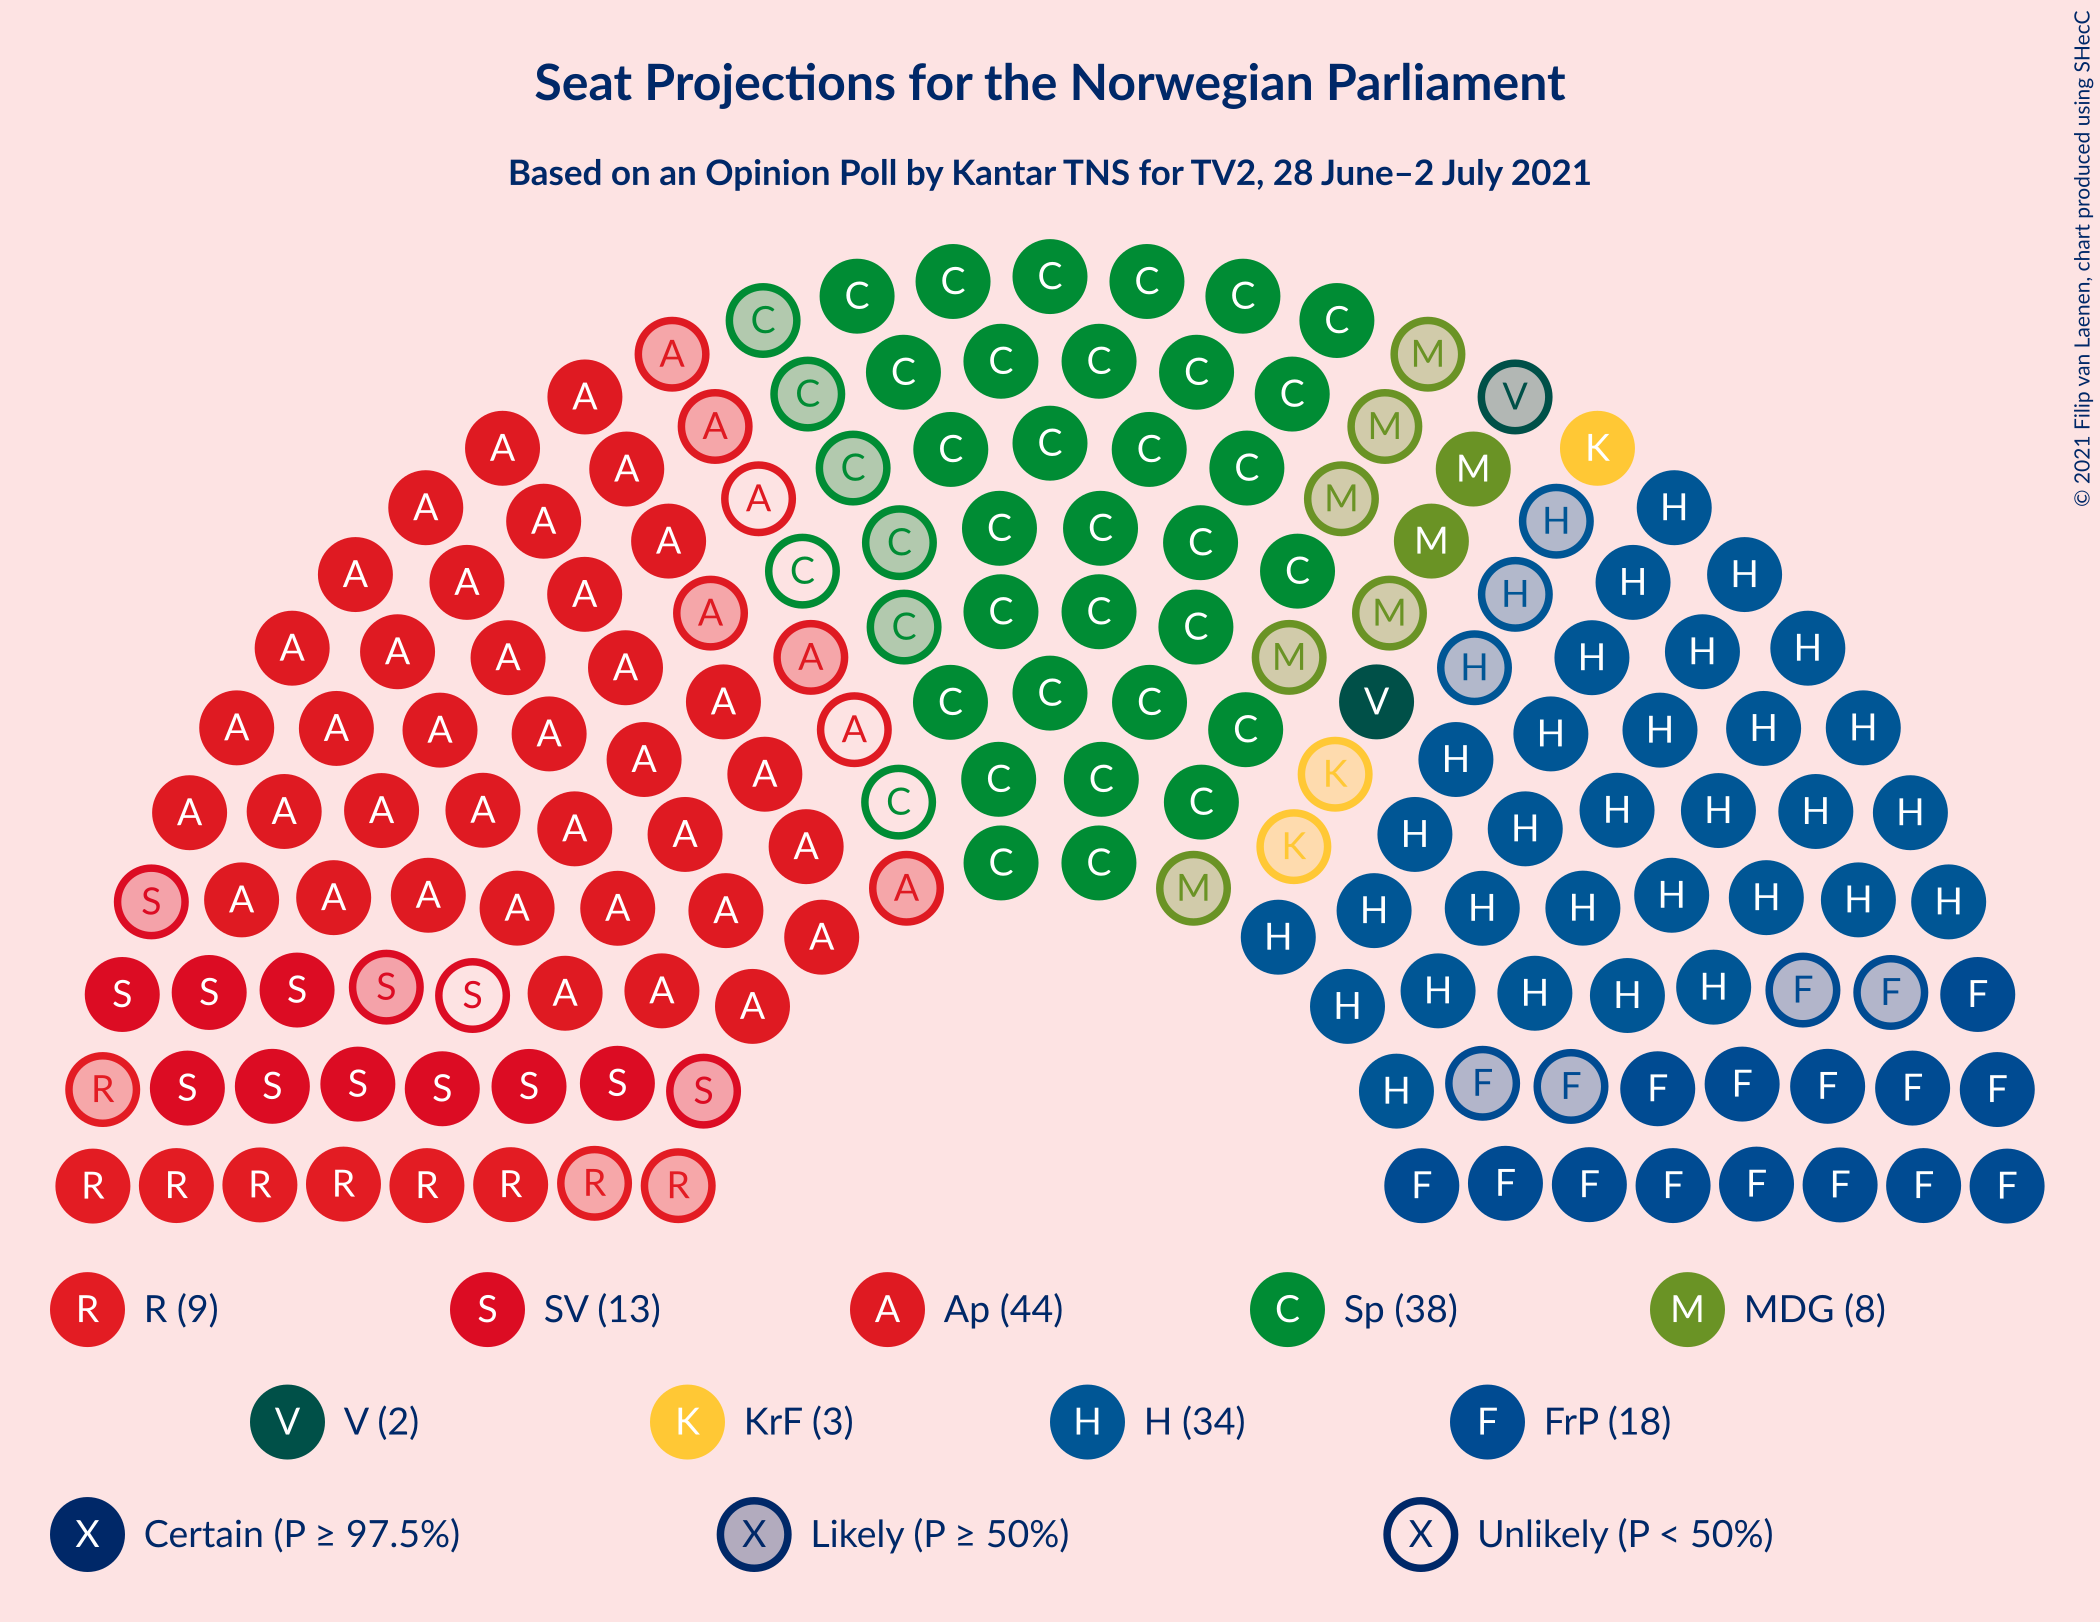 Seat Projections for the Norwegian Parliament
Based on an Opinion Poll by Kantar TNS for TV2, 28 June–2 July 2021
© 2021 Filip van Laenen, chart produced using SHecC
C C C C C C C
A C C C C C M
A A C C C C C M V
A A A C C C C M M K
A A A C C C C C C M M H H
A A A A C C C C M M H H H
A A A A A C C C C V H H H H
A A A A A A A C C C C K H H H H H H
A A A A A A A K H H H H H H
S A A A A A A A A C C M H H H H H H H H
S S S S S A A A H H H H H F F F
R S S S S S S S H F F F F F F F
R R R R R R R R F F F F F F F F
R R (9) S SV (13) A Ap (44) C Sp (38) M MDG (8)
V V (2) K KrF (3) H H (34) F FrP (18)
X Certain (P ≥ 97.5%) X Likely (P ≥ 50%) X Unlikely (P < 50%)